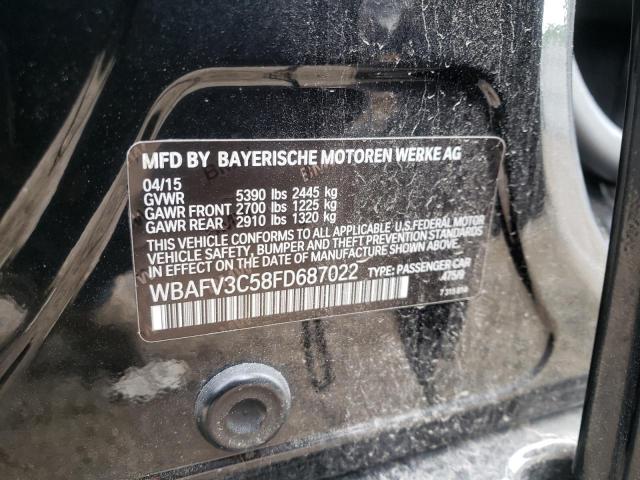 MFD BY BAYERISCHE MOTOREN WERKE AG
04/15
GVWR 5390 lbs 2445 kg
GAWR FRONT 2700 lbs 1225 kg
GAWR REAR 2910 lbs 1320 kg
THIS VEHICLE CONFORMS TO ALL APPLICABLE U.S.FEDERAL MOTOR
VEHICLE SAFETY, BUMPER AND THEFT PREVENTION STANDARDS
IN EFFECT ON THE DATE OF MANUFACTURE SHOWN ABOVE.
WBAFV3C58FD687022 TYPE: PASSENGER CAR
475/9